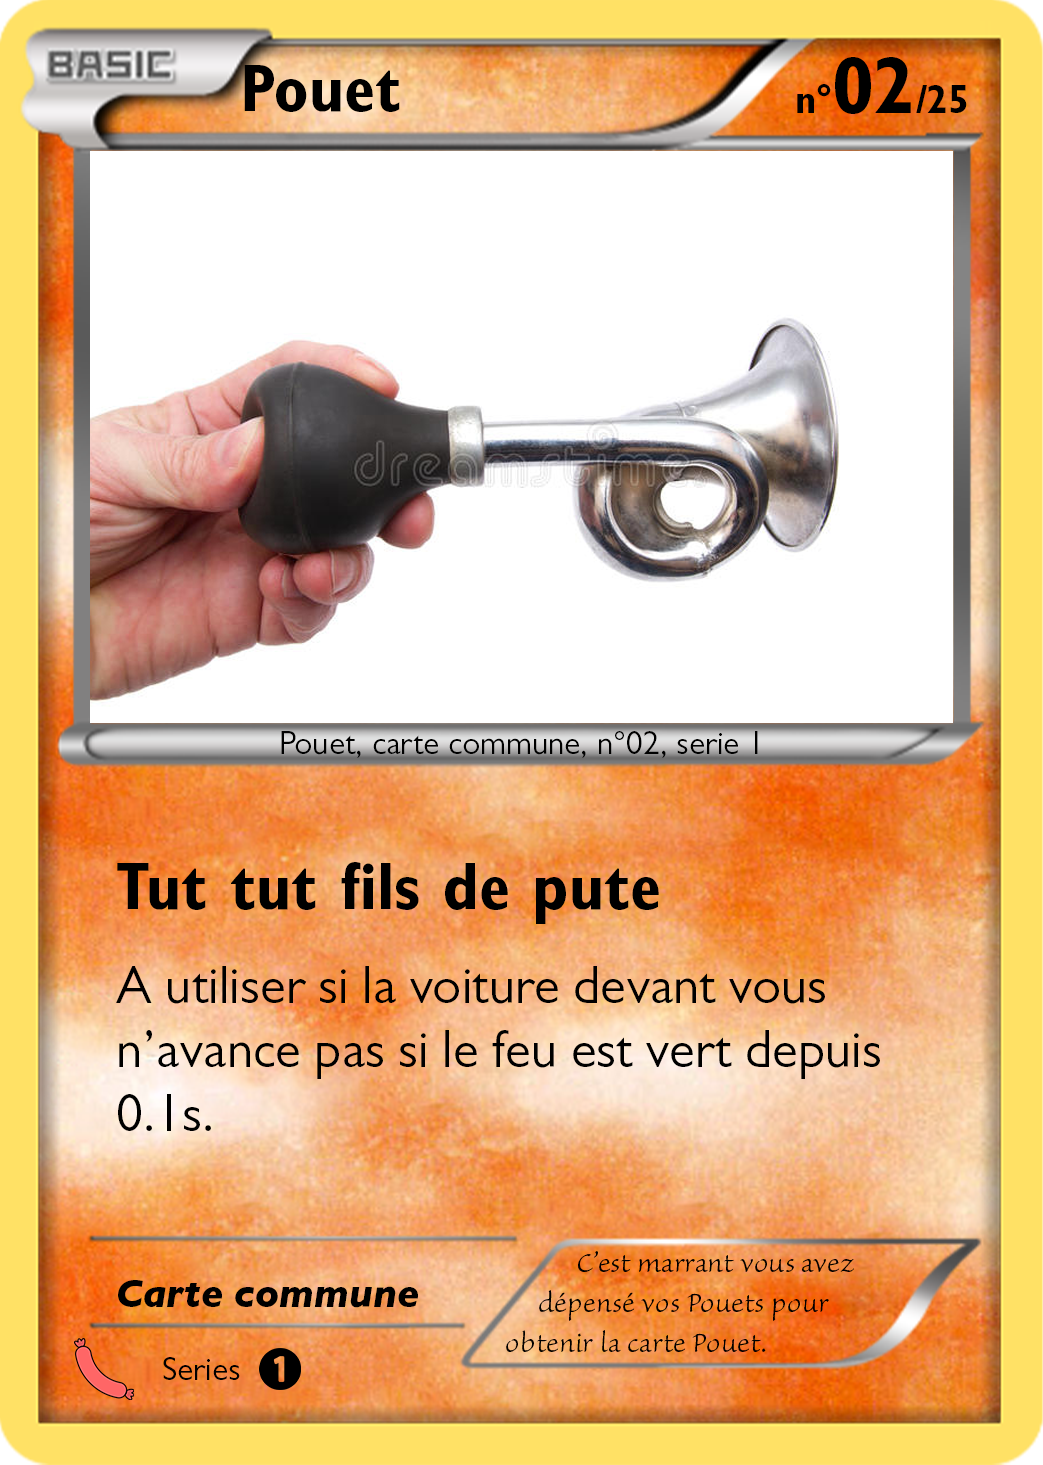 BASIC
Pouet
n°02/25
dreamstime.
Pouet, carte commune, n°02, serie 1
Tut tut fils de pute
A utiliser si la voiture devant vous
n’avance pas si le feu est vert depuis
0.1s.
Carte commune
C’est marrant vous avez
dépensé vos Pouets pour
obtenir la carte Pouet.
Series 1